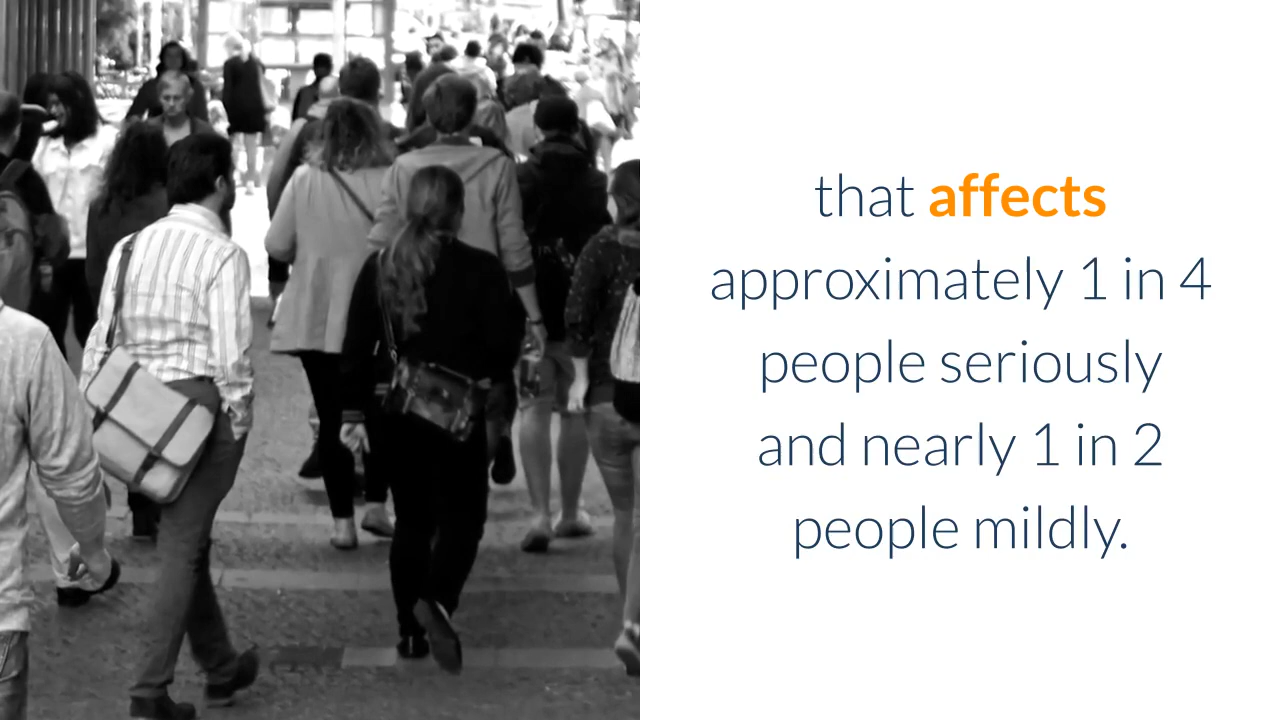 that affects
approximately 1 in 4
people seriously
and nearly 1 in 2
people mildly.